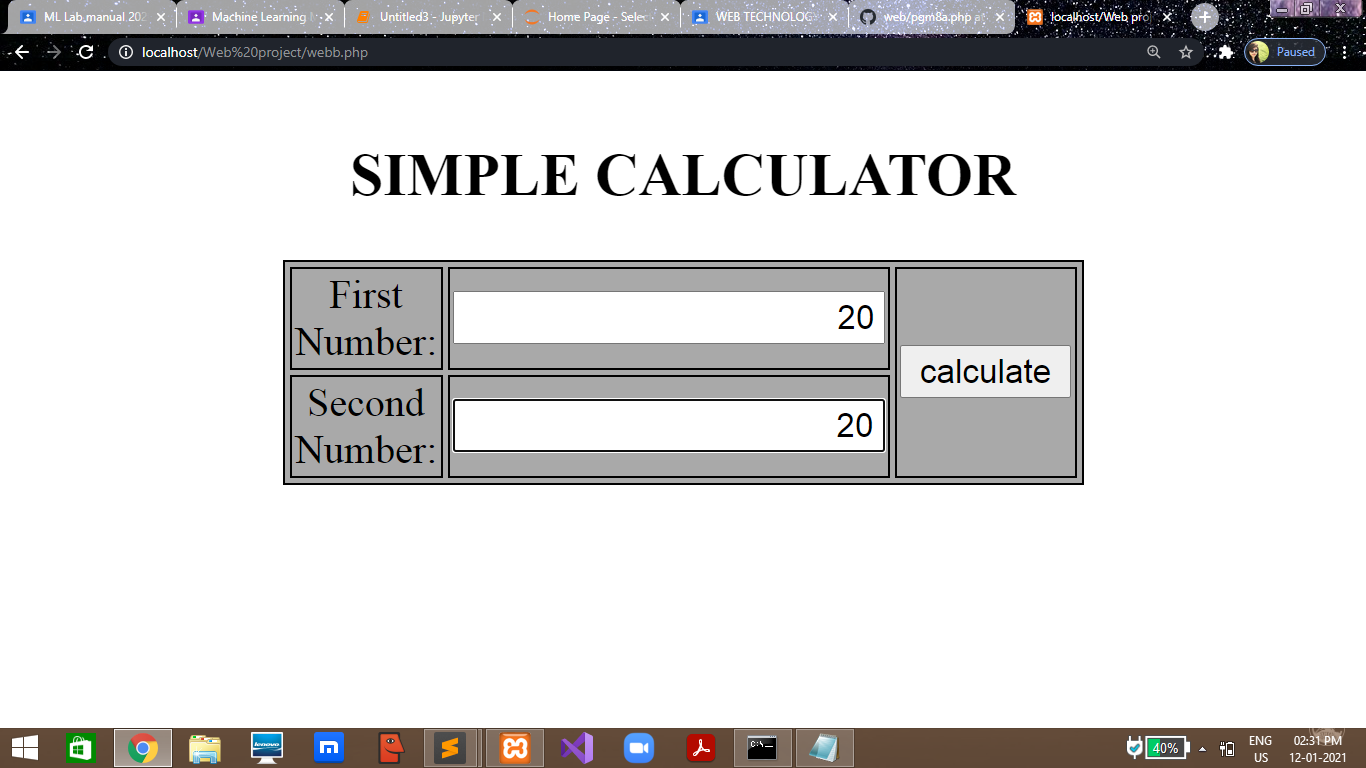 ML Lab manual 202
Machine Learning
Untitled3 - Jupyter
Home Page - Selec
WEB TECHNOLOG
web/pgm8a.php at
localhost/Web pro
localhost/Web%20project/webb.php
Paused
SIMPLE CALCULATOR
First
Number:
20
calculate
Second
Number:
20
lenovo
m
C:\.
40%
ENG
US
02:31 PM
12-01-2021